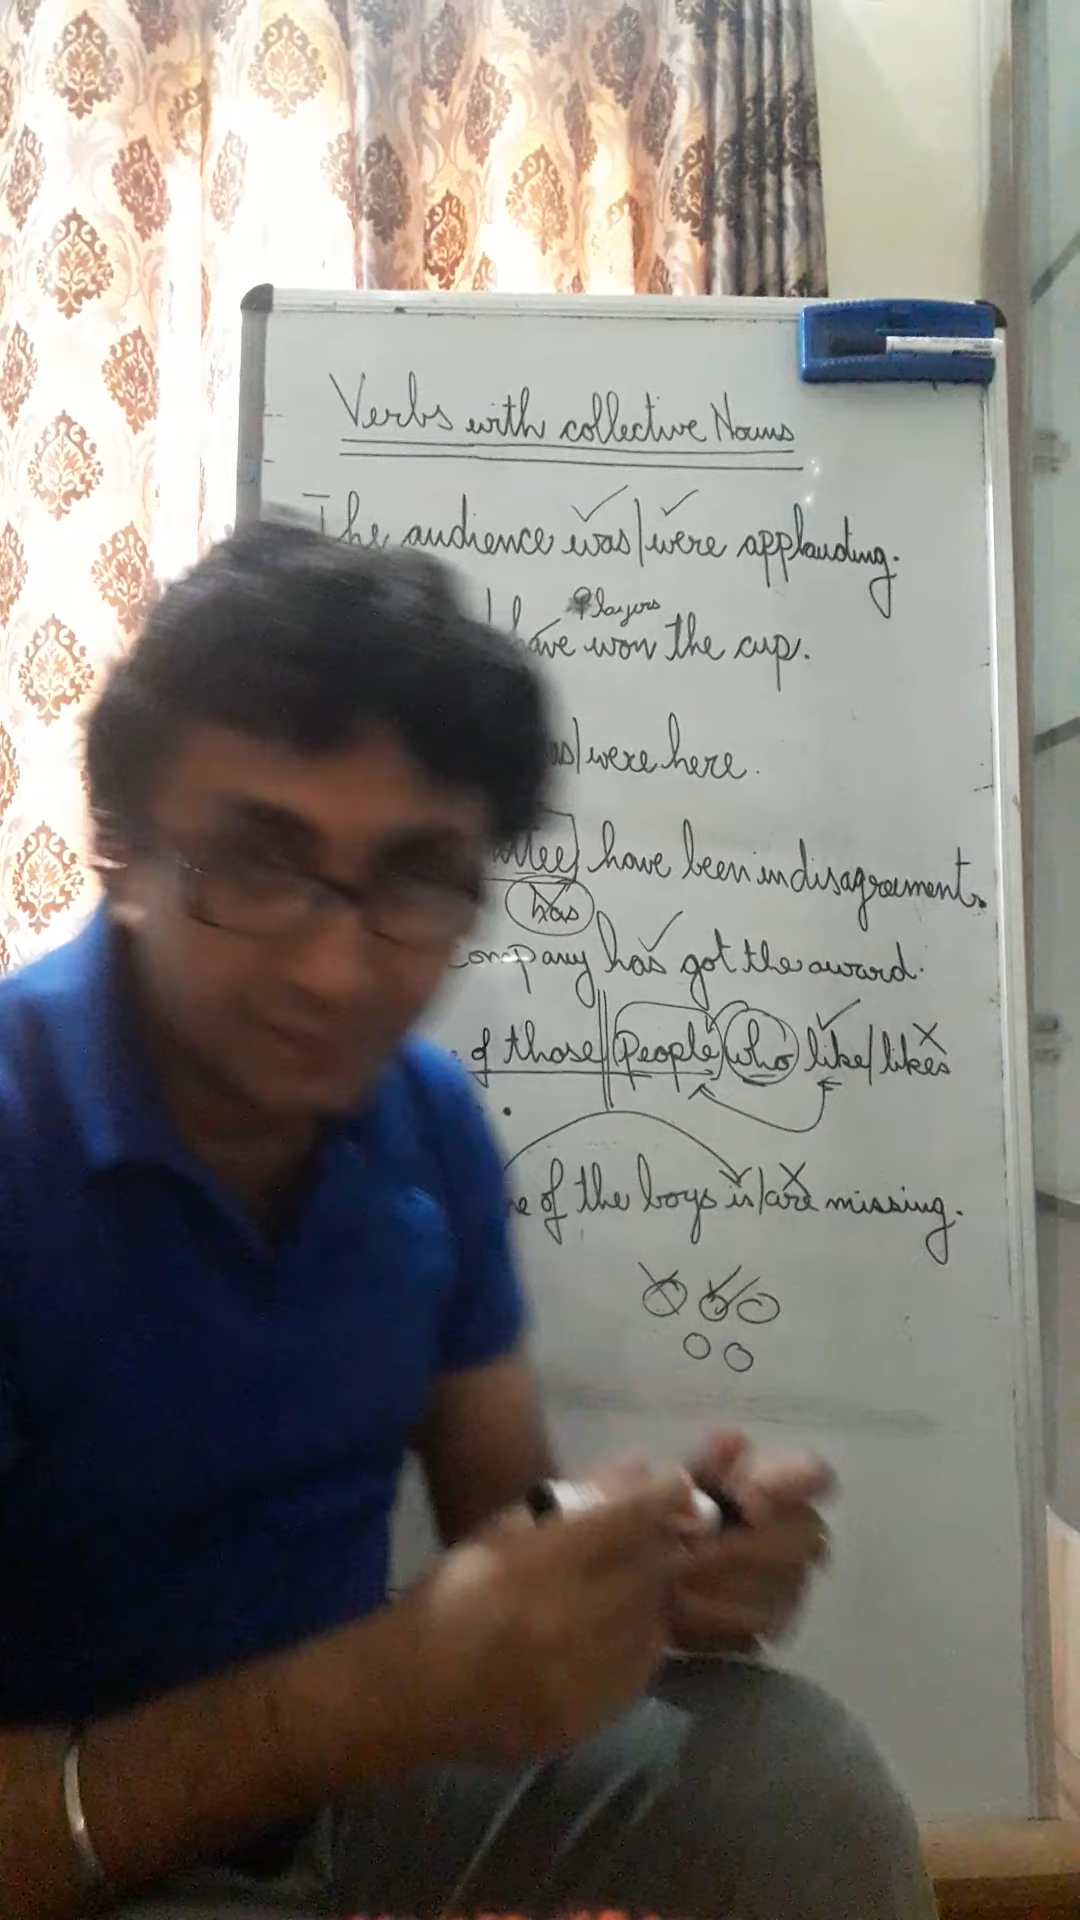 Verbs with collective Nouns
The audience was/were applauding.
Players
have won the cup.
/were here.
have been in disagreement.
has
company has got the award.
of those people who like/likes
of the boys is/are missing.